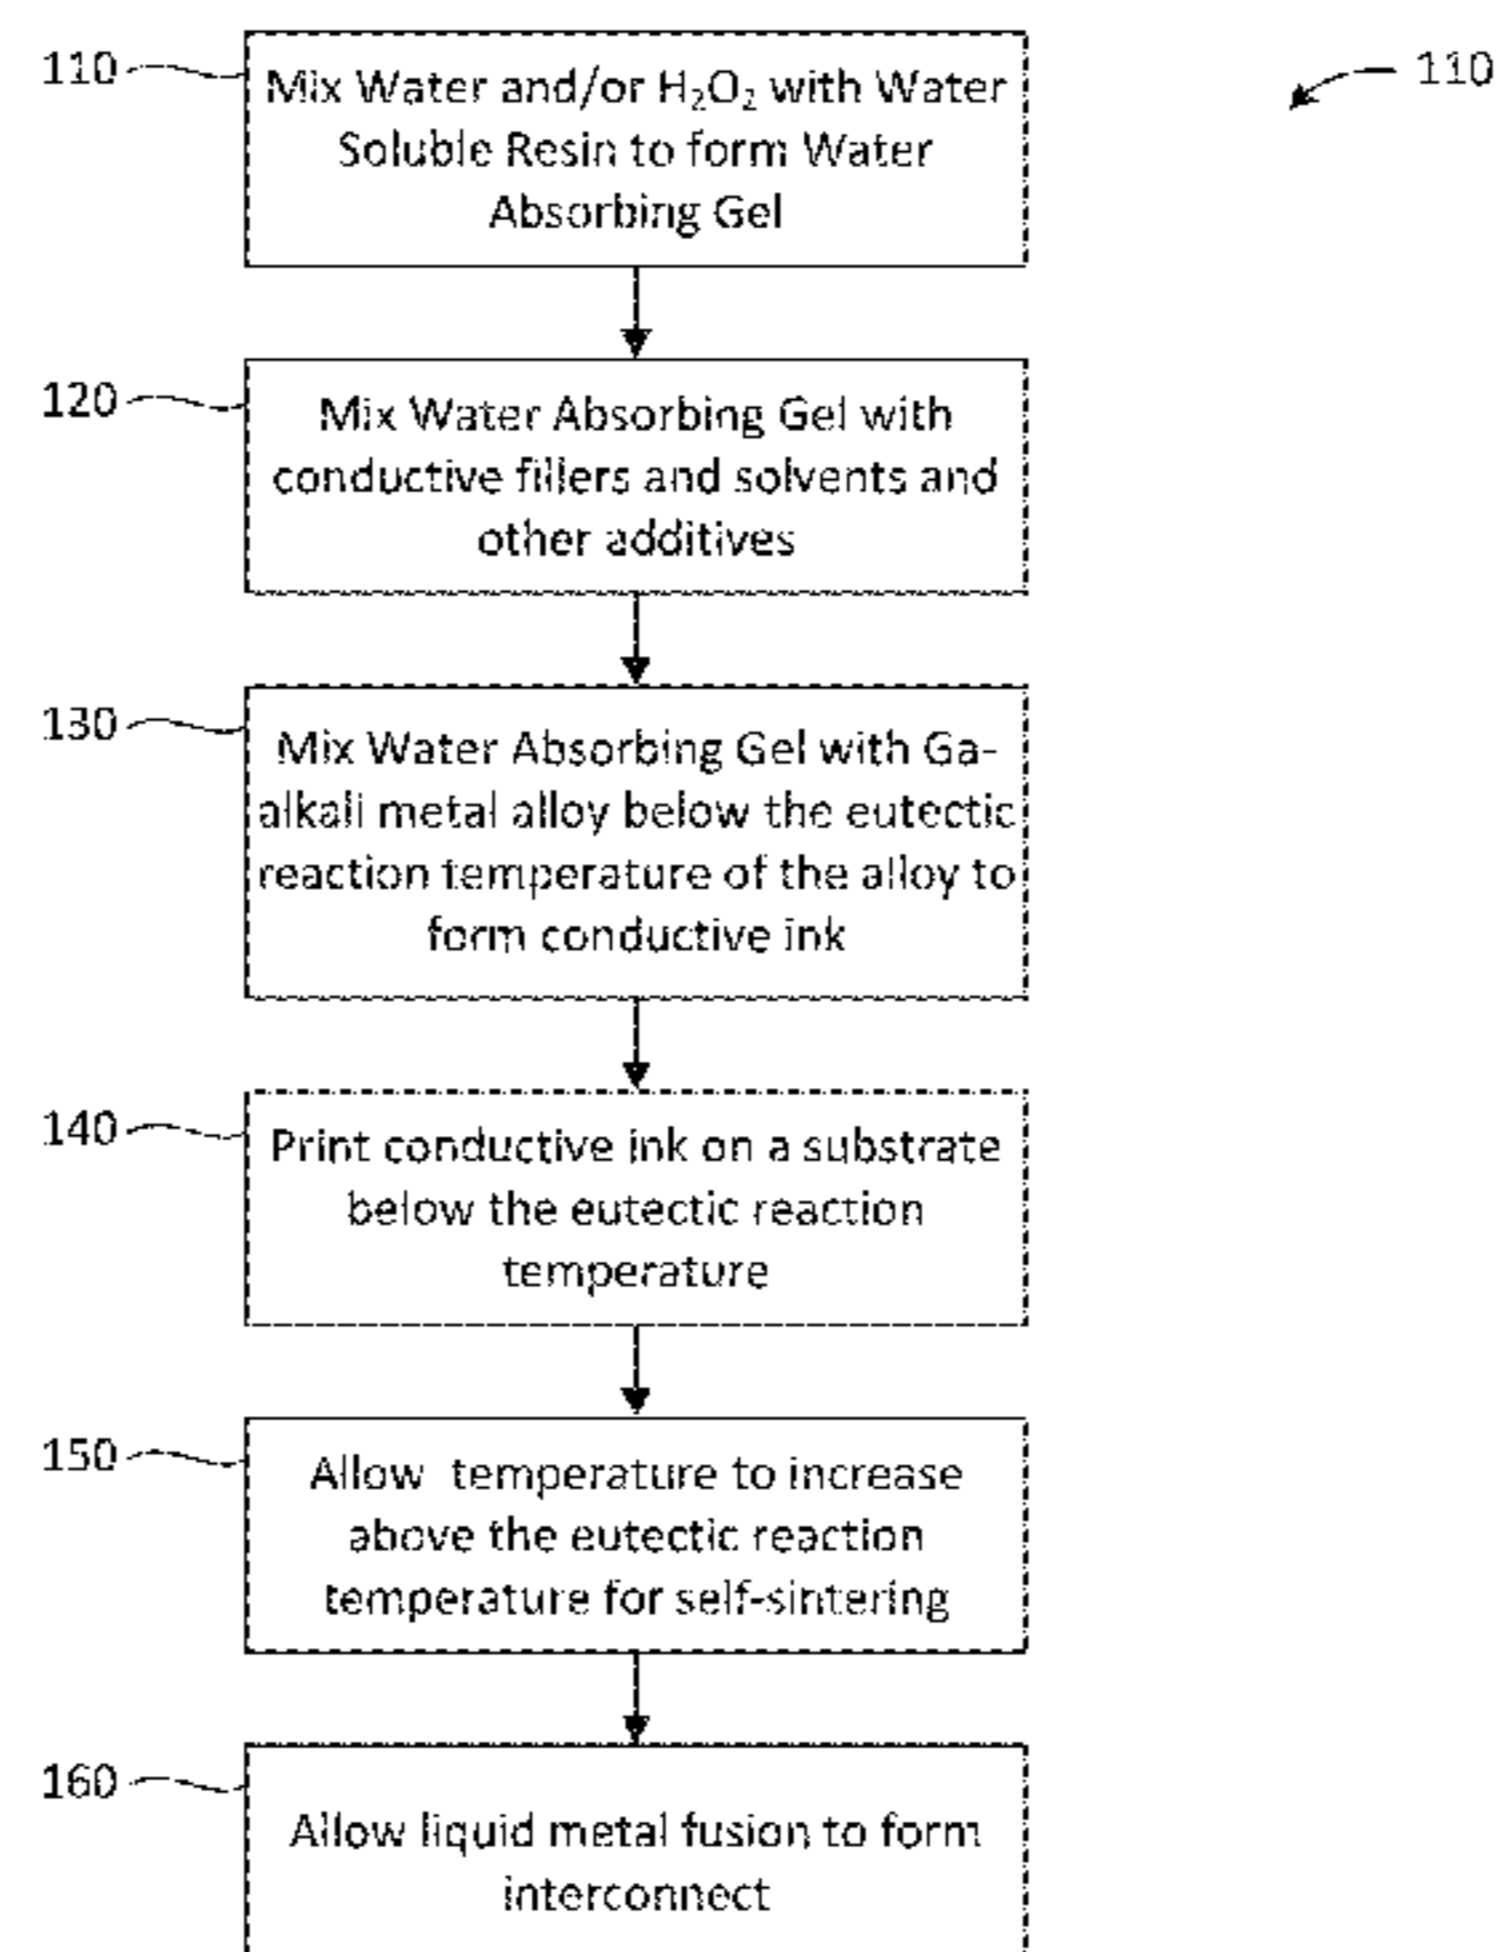 110
110
Mix Water and/or H₂O₂ with Water
Soluble Resin to form Water
Absorbing Gel
120
Mix Water Absorbing Gel with
conductive fillers and solvents and
other additives
130
Mix Water Absorbing Gel with Ga-
alkali metal alloy below the eutectic
reaction temperature of the alloy to
form conductive ink
140
Print conductive ink on a substrate
below the eutectic reaction
temperature
150
Allow temperature to increase
above the eutectic reaction
temperature for self-sintering
160
Allow liquid metal fusion to form
interconnect